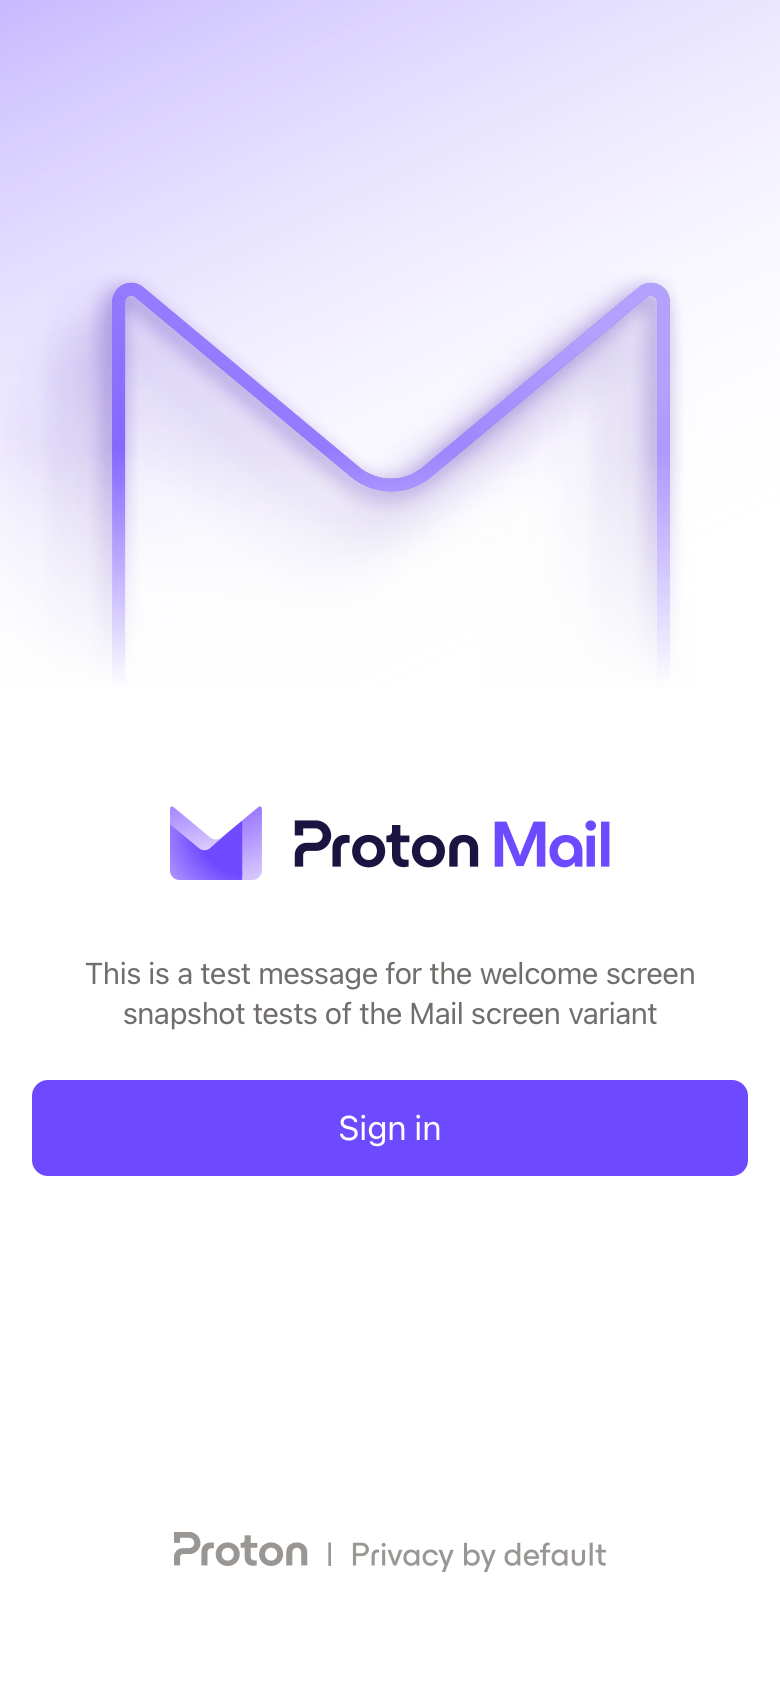 Proton Mail
This is a test message for the welcome screen
snapshot tests of the Mail screen variant
Sign in
Proton | Privacy by default